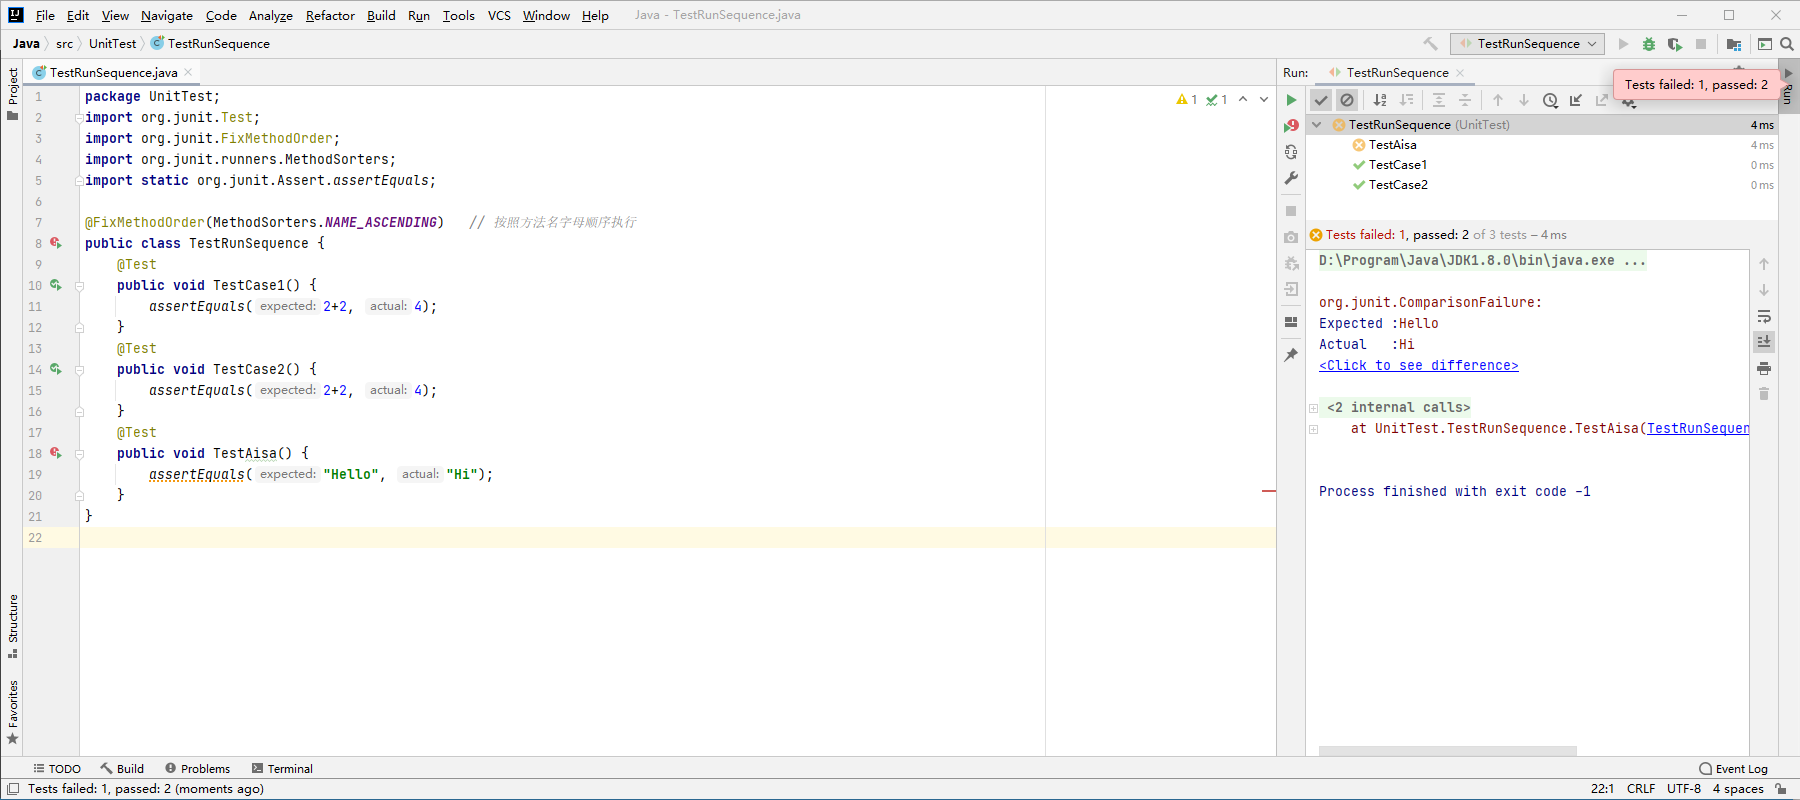 File Edit View Navigate Code Analyze Refactor Build Run Tools VCS Window Help Java - TestRunSequence.java
Java src UnitTest TestRunSequence TestRunSequence
Project
TestRunSequence.java
1 package UnitTest;
2 import org.junit.Test;
3 import org.junit.FixMethodOrder;
4 import org.junit.runners.MethodSorters;
5 import static org.junit.Assert.assertEquals;
6
7 @FixMethodOrder(MethodSorters.NAME_ASCENDING) // 按照方法名字母顺序执行
8 public class TestRunSequence {
9 @Test
10 public void TestCase1() {
11 assertEquals( expected: 2+2, actual: 4);
12 }
13 @Test
14 public void TestCase2() {
15 assertEquals( expected: 2+2, actual: 4);
16 }
17 @Test
18 public void TestAisa() {
19 assertEquals( expected: "Hello", actual: "Hi");
20 }
21 }
22
1 1
Run: TestRunSequence
Tests failed: 1, passed: 2
Run
TestRunSequence (UnitTest) 4 ms
TestAisa 4 ms
TestCase1 0 ms
TestCase2 0 ms
Tests failed: 1, passed: 2 of 3 tests – 4 ms
D:\Program\Java\JDK1.8.0\bin\java.exe ...
org.junit.ComparisonFailure:
Expected :Hello
Actual :Hi
<Click to see difference>
<2 internal calls>
at UnitTest.TestRunSequence.TestAisa(TestRunSequen
Process finished with exit code -1
Structure
Favorites
TODO Build Problems Terminal Event Log
Tests failed: 1, passed: 2 (moments ago) 22:1 CRLF UTF-8 4 spaces